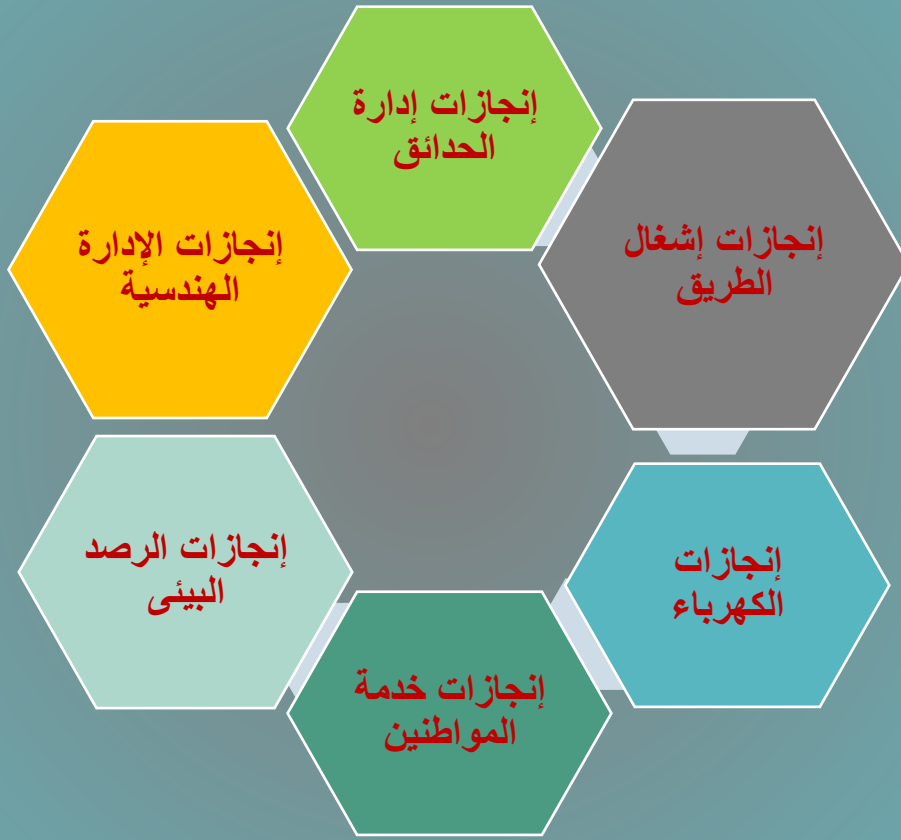 إنجازات إدارة
الحدائق
إنجازات إشغال
الطريق
إنجازات الإدارة
الهندسية
إنجازات
الكهرباء
إنجازات الرصد
البيئى
إنجازات خدمة
المواطنين